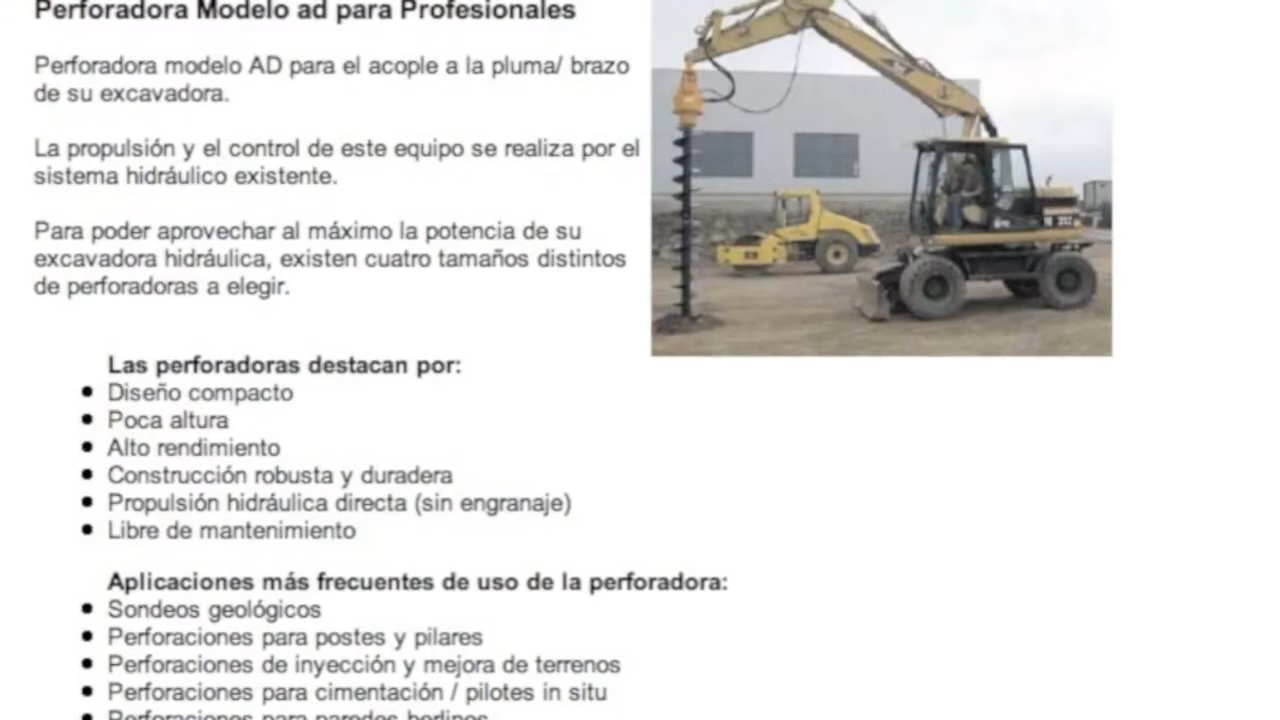 Perforadora Modelo ad para Profesionales
Perforadora modelo AD para el acople a la pluma/ brazo
de su excavadora.
La propulsión y el control de este equipo se realiza por el
sistema hidráulico existente.
Para poder aprovechar al máximo la potencia de su
excavadora hidráulica, existen cuatro tamaños distintos
de perforadoras a elegir.
Las perforadoras destacan por:
Diseño compacto
Poca altura
Alto rendimiento
Construcción robusta y duradera
Propulsión hidráulica directa (sin engranaje)
Libre de mantenimiento
Aplicaciones más frecuentes de uso de la perforadora:
Sondeos geológicos
Perforaciones para postes y pilares
Perforaciones de inyección y mejora de terrenos
Perforaciones para cimentación / pilotes in situ
Perforaciones para paredes berlines